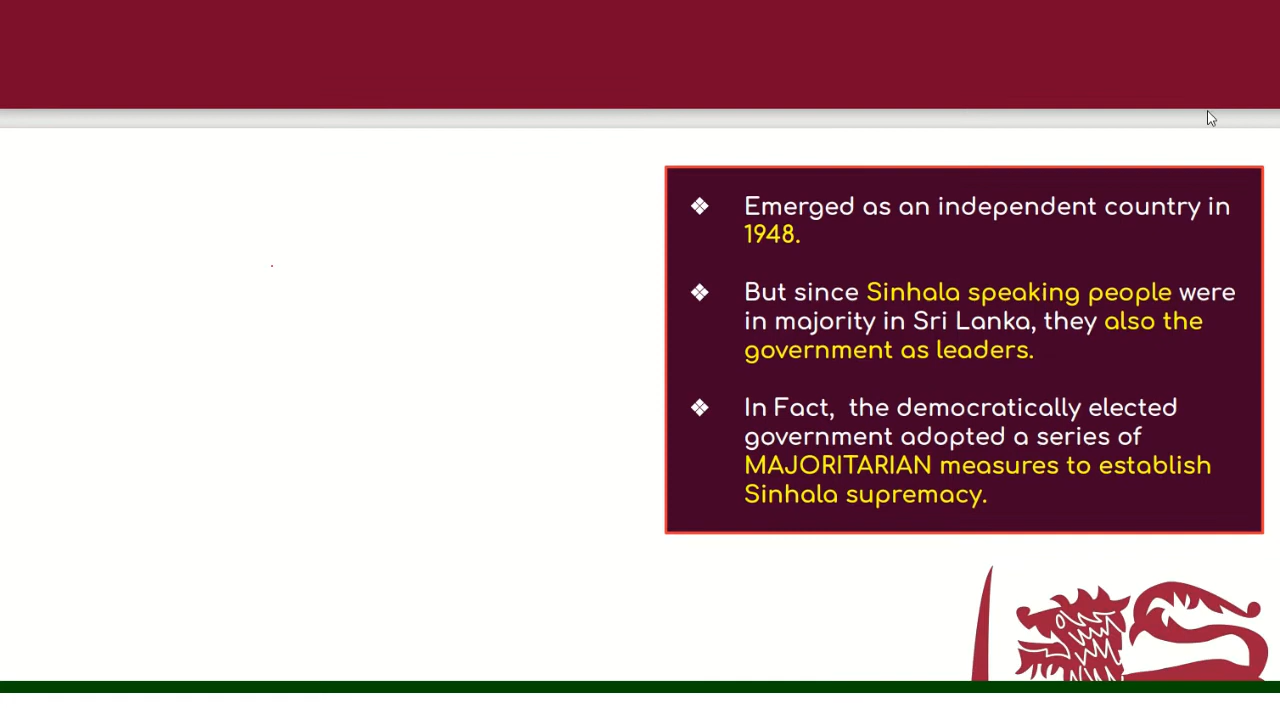 ❖ Emerged as an independent country in
1948.
❖ But since Sinhala speaking people were
in majority in Sri Lanka, they also the
government as leaders.
❖ In Fact,  the democratically elected
government adopted a series of
MAJORITARIAN measures to establish
Sinhala supremacy.